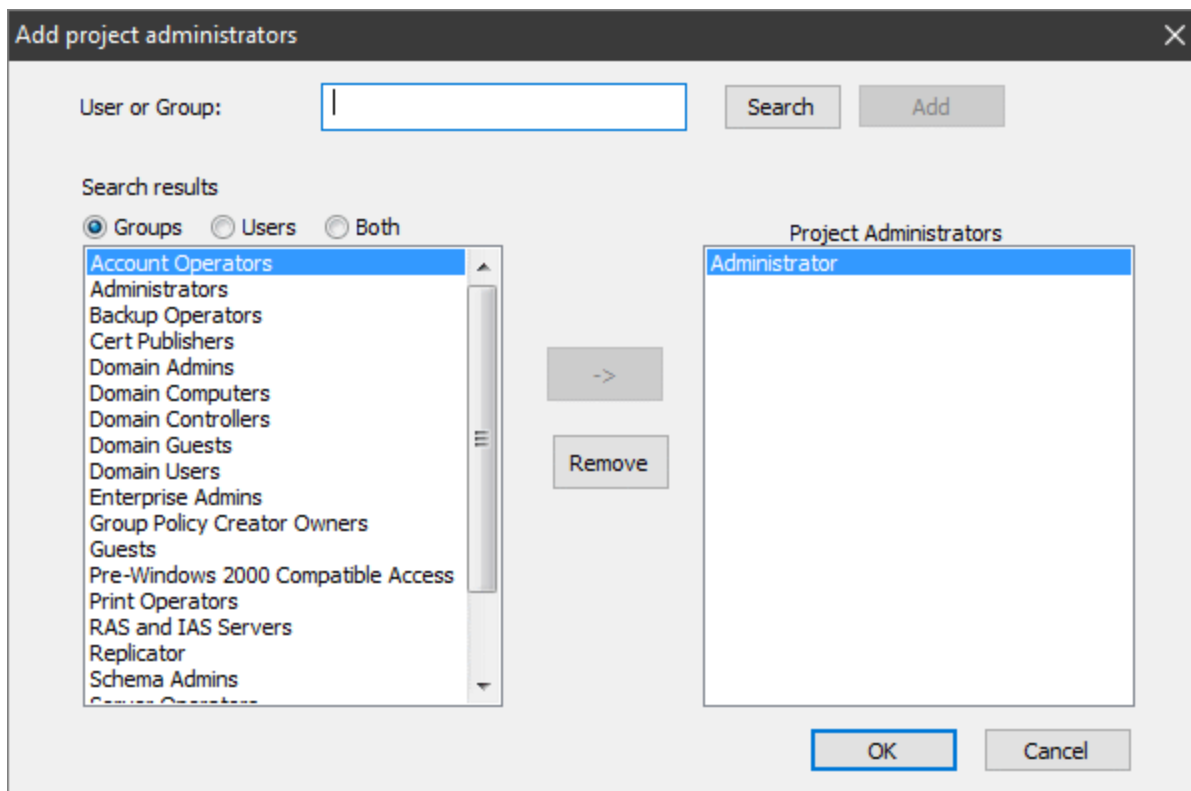 Add project administrators
User or Group:
Search
Add
Search results
Groups
Users
Both
Project Administrators
Account Operators
Administrators
Backup Operators
Cert Publishers
Domain Admins
Domain Computers
Domain Controllers
Domain Guests
Domain Users
Enterprise Admins
Group Policy Creator Owners
Guests
Pre-Windows 2000 Compatible Access
Print Operators
RAS and IAS Servers
Replicator
Schema Admins
->
Remove
Administrator
OK
Cancel